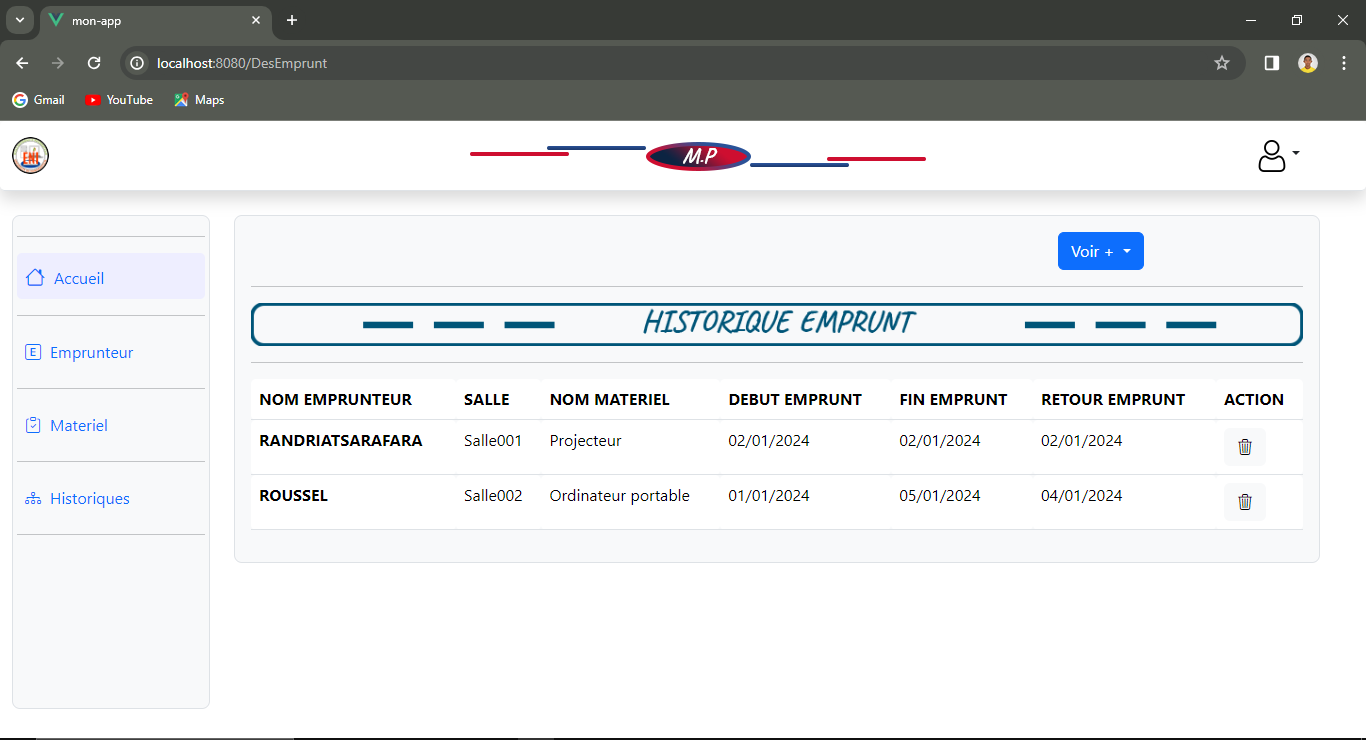 mon-app
localhost:8080/DesEmprunt
Gmail YouTube Maps
M.P
Voir +
Accueil
HISTORIQUE EMPRUNT
Emprunteur
NOM EMPRUNTEUR SALLE NOM MATERIEL DEBUT EMPRUNT FIN EMPRUNT RETOUR EMPRUNT ACTION
Materiel
RANDRIATSARAFARA Salle001 Projecteur 02/01/2024 02/01/2024 02/01/2024
Historiques
ROUSSEL Salle002 Ordinateur portable 01/01/2024 05/01/2024 04/01/2024